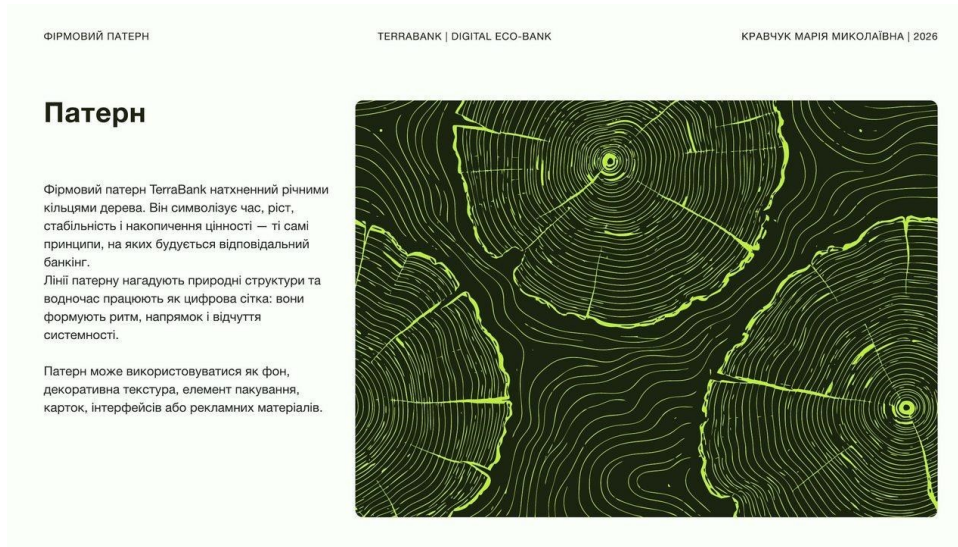 ФІРМОВИЙ ПАТЕРН
TERRABANK | DIGITAL ECO-BANK
КРАВЧУК МАРІЯ МИКОЛАЇВНА | 2026
Патерн
Фірмовий патерн TerraBank натхненний річними
кільцями дерева. Він символізує час, ріст,
стабільність і накопичення цінності — ті самі
принципи, на яких будується відповідальний
банкінг.
Лінії патерну нагадують природні структури та
водночас працюють як цифрова сітка: вони
формують ритм, напрямок і відчуття
системності.
Патерн може використовуватися як фон,
декоративна текстура, елемент пакування,
карток, інтерфейсів або рекламних матеріалів.